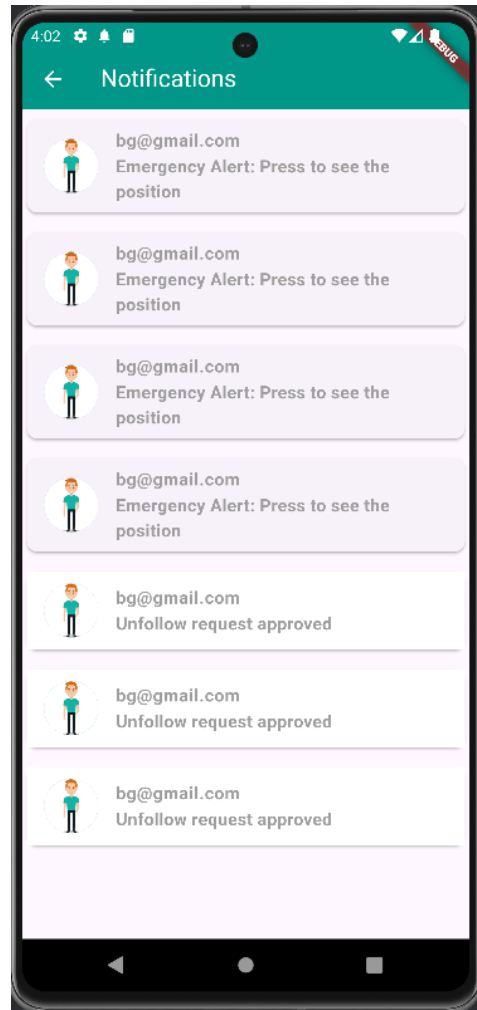 4:02
DEBUG
Notifications
bg@gmail.com
Emergency Alert: Press to see the
position
bg@gmail.com
Emergency Alert: Press to see the
position
bg@gmail.com
Emergency Alert: Press to see the
position
bg@gmail.com
Emergency Alert: Press to see the
position
bg@gmail.com
Unfollow request approved
bg@gmail.com
Unfollow request approved
bg@gmail.com
Unfollow request approved